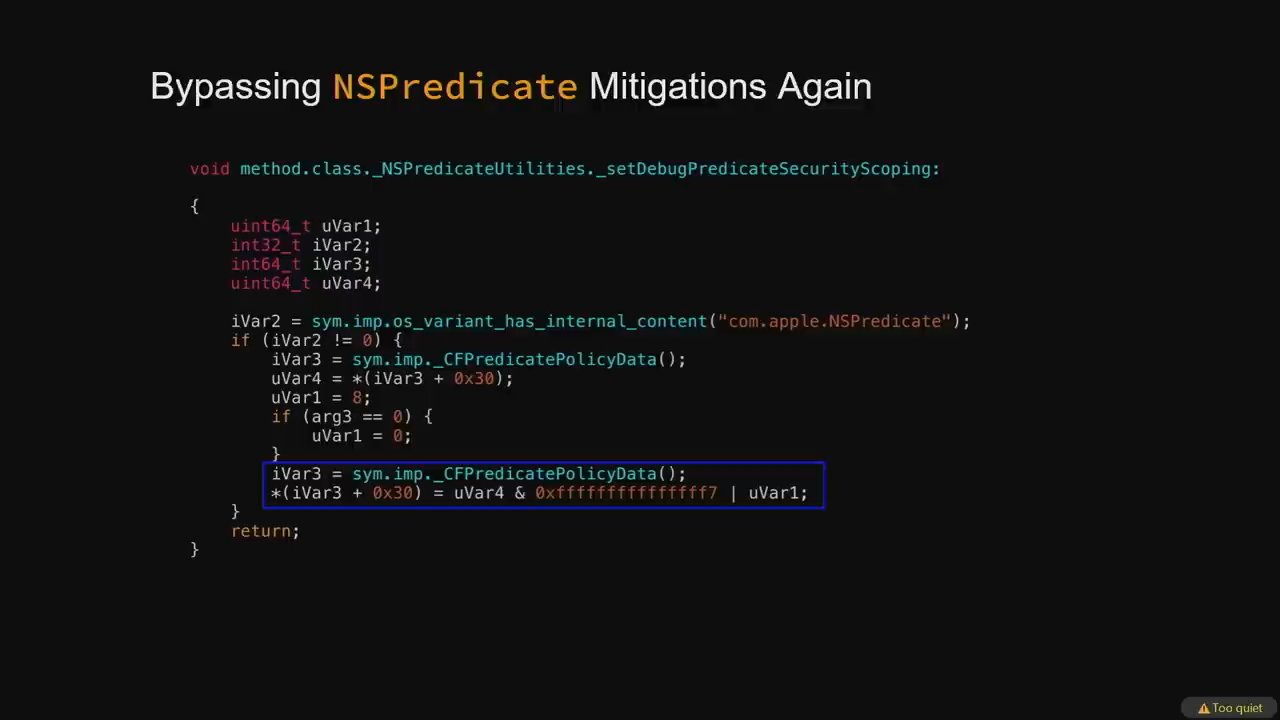 Bypassing NSPredicate Mitigations Again
void method.class._NSPredicateUtilities._setDebugPredicateSecurityScoping:
{
uint64_t uVar1;
int32_t iVar2;
int64_t iVar3;
uint64_t uVar4;
iVar2 = sym.imp.os_variant_has_internal_content("com.apple.NSPredicate");
if (iVar2 != 0) {
iVar3 = sym.imp._CFPredicatePolicyData();
uVar4 = *(iVar3 + 0x30);
uVar1 = 8;
if (arg3 == 0) {
uVar1 = 0;
}
iVar3 = sym.imp._CFPredicatePolicyData();
*(iVar3 + 0x30) = uVar4 & 0xfffffffffffffff7 | uVar1;
}
return;
}
⚠ Too quiet